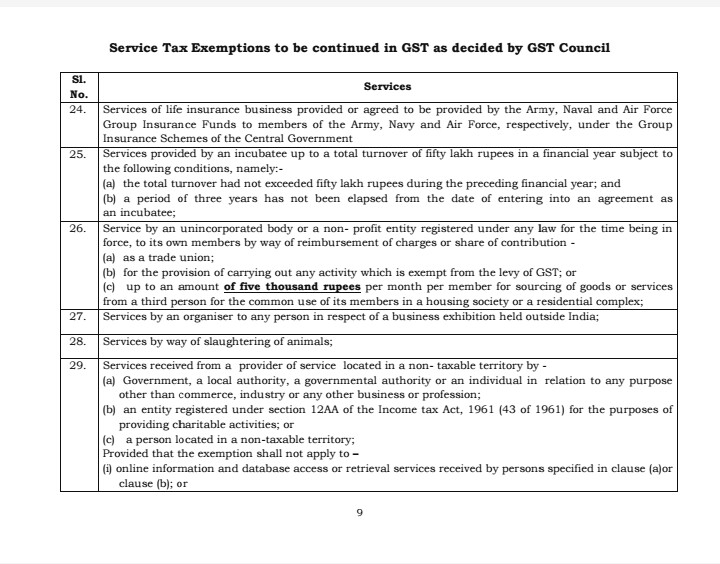 Service Tax Exemptions to be continued in GST as decided by GST Council
Sl.
No.
Services
24.
Services of life insurance business provided or agreed to be provided by the Army, Naval and Air Force
Group Insurance Funds to members of the Army, Navy and Air Force, respectively, under the Group
Insurance Schemes of the Central Government
25.
Services provided by an incubatee up to a total turnover of fifty lakh rupees in a financial year subject to
the following conditions, namely:-
(a) the total turnover had not exceeded fifty lakh rupees during the preceding financial year; and
(b) a period of three years has not been elapsed from the date of entering into an agreement as
an incubatee;
26.
Service by an unincorporated body or a non- profit entity registered under any law for the time being in
force, to its own members by way of reimbursement of charges or share of contribution -
(a) as a trade union;
(b) for the provision of carrying out any activity which is exempt from the levy of GST; or
(c) up to an amount of five thousand rupees per month per member for sourcing of goods or services
from a third person for the common use of its members in a housing society or a residential complex;
27.
Services by an organiser to any person in respect of a business exhibition held outside India;
28.
Services by way of slaughtering of animals;
29.
Services received from a provider of service located in a non- taxable territory by -
(a) Government, a local authority, a governmental authority or an individual in relation to any purpose
other than commerce, industry or any other business or profession;
(b) an entity registered under section 12AA of the Income tax Act, 1961 (43 of 1961) for the purposes of
providing charitable activities; or
(c) a person located in a non-taxable territory;
Provided that the exemption shall not apply to –
(i) online information and database access or retrieval services received by persons specified in clause (a)or
clause (b); or
9